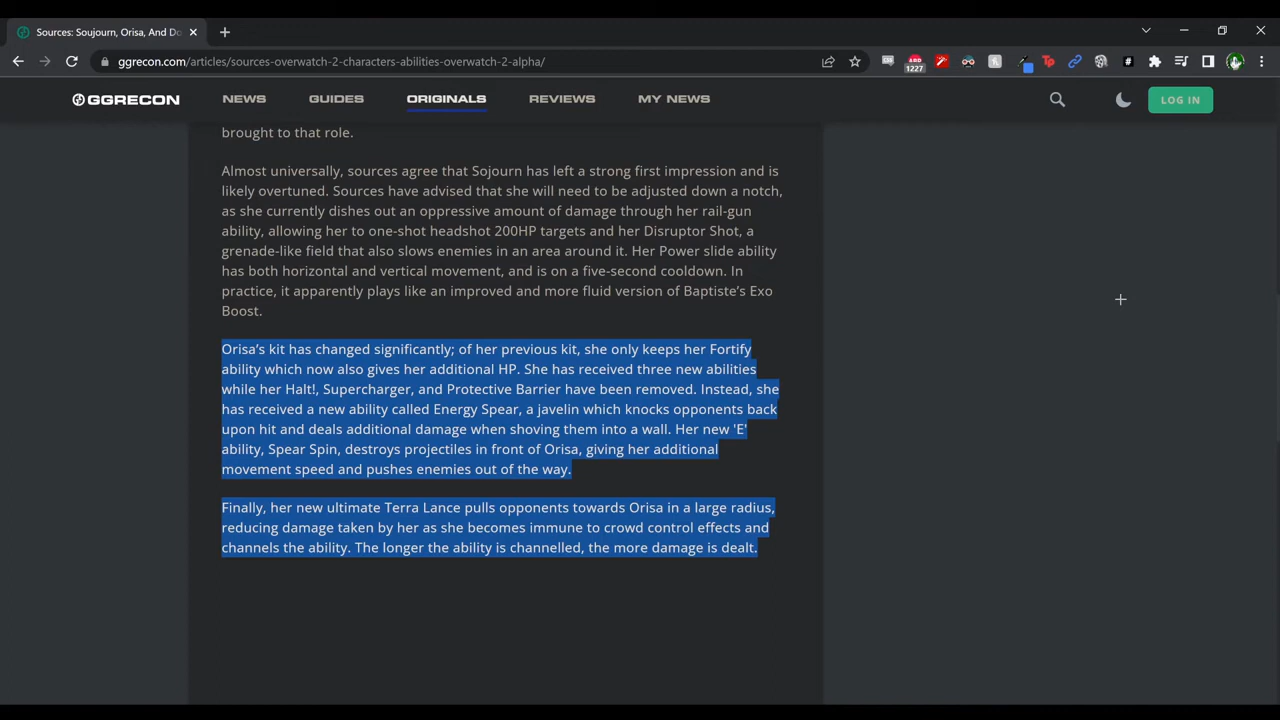 Sources: Soujourn, Orisa, And Do
ggrecon.com/articles/sources-overwatch-2-characters-abilities-overwatch-2-alpha/
ABD
1227
Tp
#
GGRECON
NEWS
GUIDES
ORIGINALS
REVIEWS
MY NEWS
LOG IN
brought to that role.
Almost universally, sources agree that Sojourn has left a strong first impression and is
likely overtuned. Sources have advised that she will need to be adjusted down a notch,
as she currently dishes out an oppressive amount of damage through her rail-gun
ability, allowing her to one-shot headshot 200HP targets and her Disruptor Shot, a
grenade-like field that also slows enemies in an area around it. Her Power slide ability
has both horizontal and vertical movement, and is on a five-second cooldown. In
practice, it apparently plays like an improved and more fluid version of Baptiste’s Exo
Boost.
Orisa’s kit has changed significantly; of her previous kit, she only keeps her Fortify
ability which now also gives her additional HP. She has received three new abilities
while her Halt!, Supercharger, and Protective Barrier have been removed. Instead, she
has received a new ability called Energy Spear, a javelin which knocks opponents back
upon hit and deals additional damage when shoving them into a wall. Her new 'E'
ability, Spear Spin, destroys projectiles in front of Orisa, giving her additional
movement speed and pushes enemies out of the way.
Finally, her new ultimate Terra Lance pulls opponents towards Orisa in a large radius,
reducing damage taken by her as she becomes immune to crowd control effects and
channels the ability. The longer the ability is channelled, the more damage is dealt.